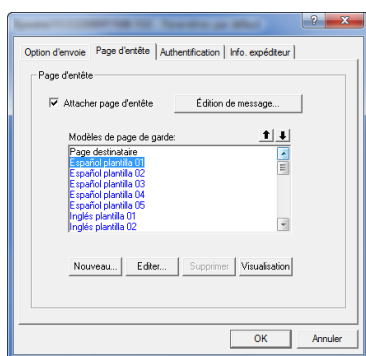 Option d'envoie Page d'entête Authentification Info. expéditeur
Page d'entête
Attacher page d'entête
Édition de message...
Modèles de page de garde:
Page destinataire
Español plantilla 01
Español plantilla 02
Español plantilla 03
Español plantilla 04
Español plantilla 05
Inglés plantilla 01
Inglés plantilla 02
Nouveau... Editer... Supprimer Visualisation
OK Annuler